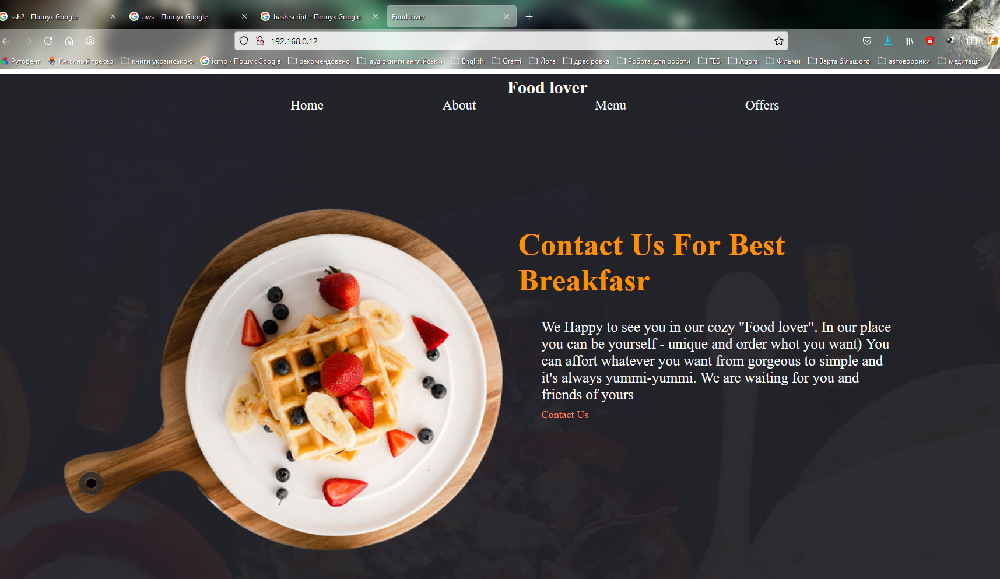 ssh2 - Пошук Google
aws – Пошук Google
bash script – Пошук Google
Food lover
192.168.0.12
Руторент Книжный трекер книги українською icmp - Пошук Google рекомендовано аудіокниги англійськ... English Статті Йога дресіровка Робота, для роботи TED Agora Фільми Варта більшого автоворонки медитація
Food lover
Home About Menu Offers
Contact Us For Best
Breakfasr
We Happy to see you in our cozy "Food lover". In our place
you can be yourself - unique and order whot you want) You
can affort whatever you want from gorgeous to simple and
it's always yummi-yummi. We are waiting for you and
friends of yours
Contact Us